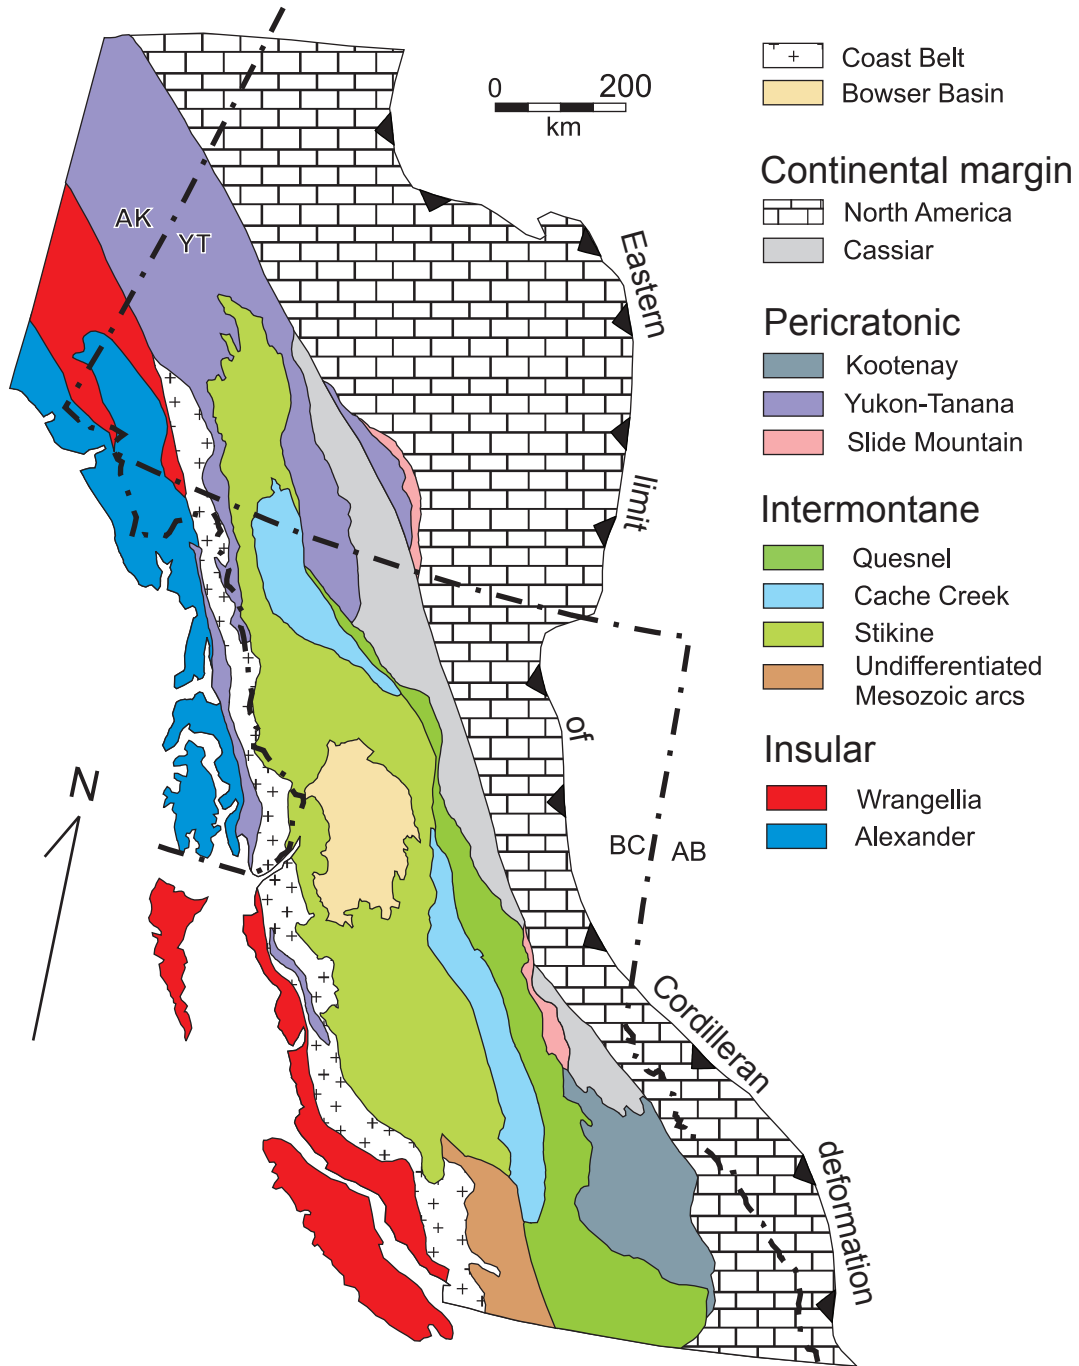 0 200
km
AK
YT
Eastern
limit
of
Cordilleran
deformation
N
BC
AB
Coast Belt
Bowser Basin
Continental margin
North America
Cassiar
Pericratonic
Kootenay
Yukon-Tanana
Slide Mountain
Intermontane
Quesnel
Cache Creek
Stikine
Undifferentiated
Mesozoic arcs
Insular
Wrangellia
Alexander